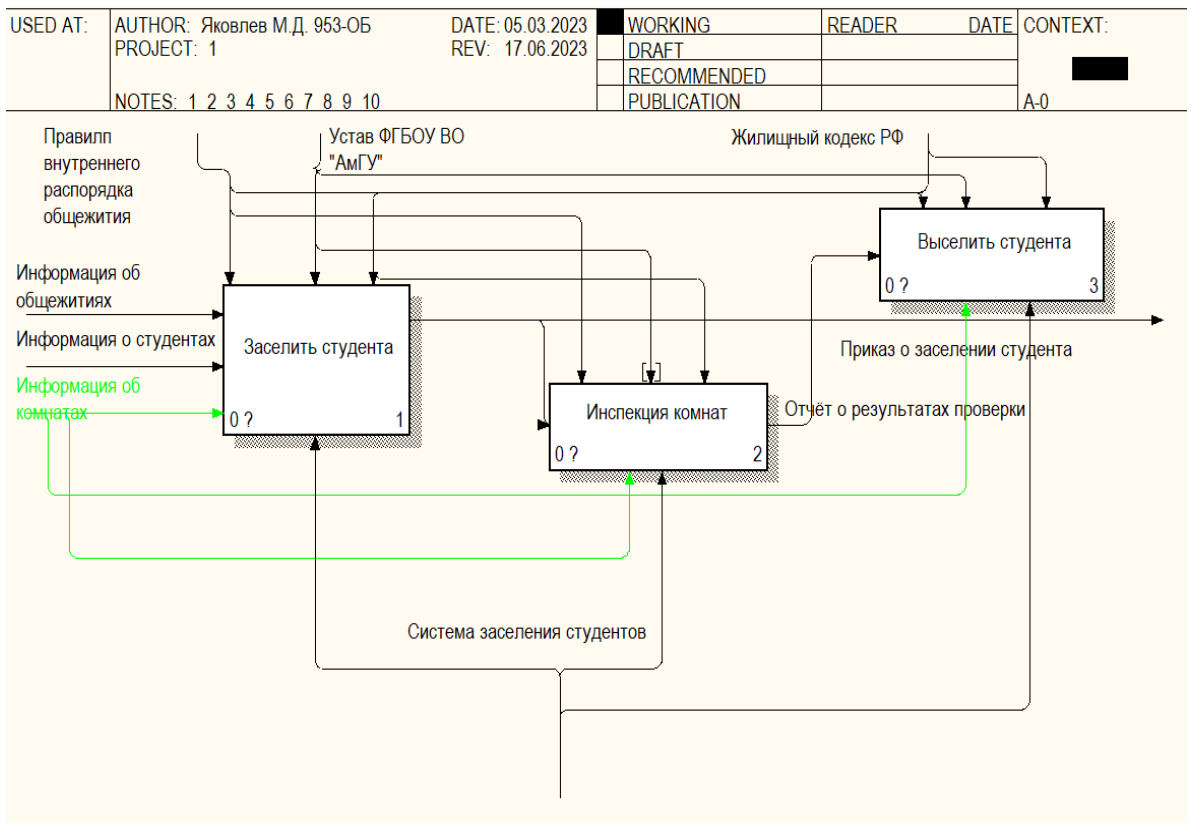 USED AT:
AUTHOR: Яковлев М.Д. 953-ОБ
DATE: 05.03.2023
PROJECT: 1
REV: 17.06.2023
NOTES: 1 2 3 4 5 6 7 8 9 10
WORKING
DRAFT
RECOMMENDED
PUBLICATION
READER
DATE
CONTEXT:
A-0
Правилп
внутреннего
распорядка
общежития
Устав ФГБОУ ВО
"АмГУ"
Жилищный кодекс РФ
Выселить студента
0 ?
3
Информация об
общежитиях
Информация о студентах
Информация об
комнатах
Заселить студента
0 ?
1
Приказ о заселении студента
Инспекция комнат
0 ?
2
Отчёт о результатах проверки
Система заселения студентов